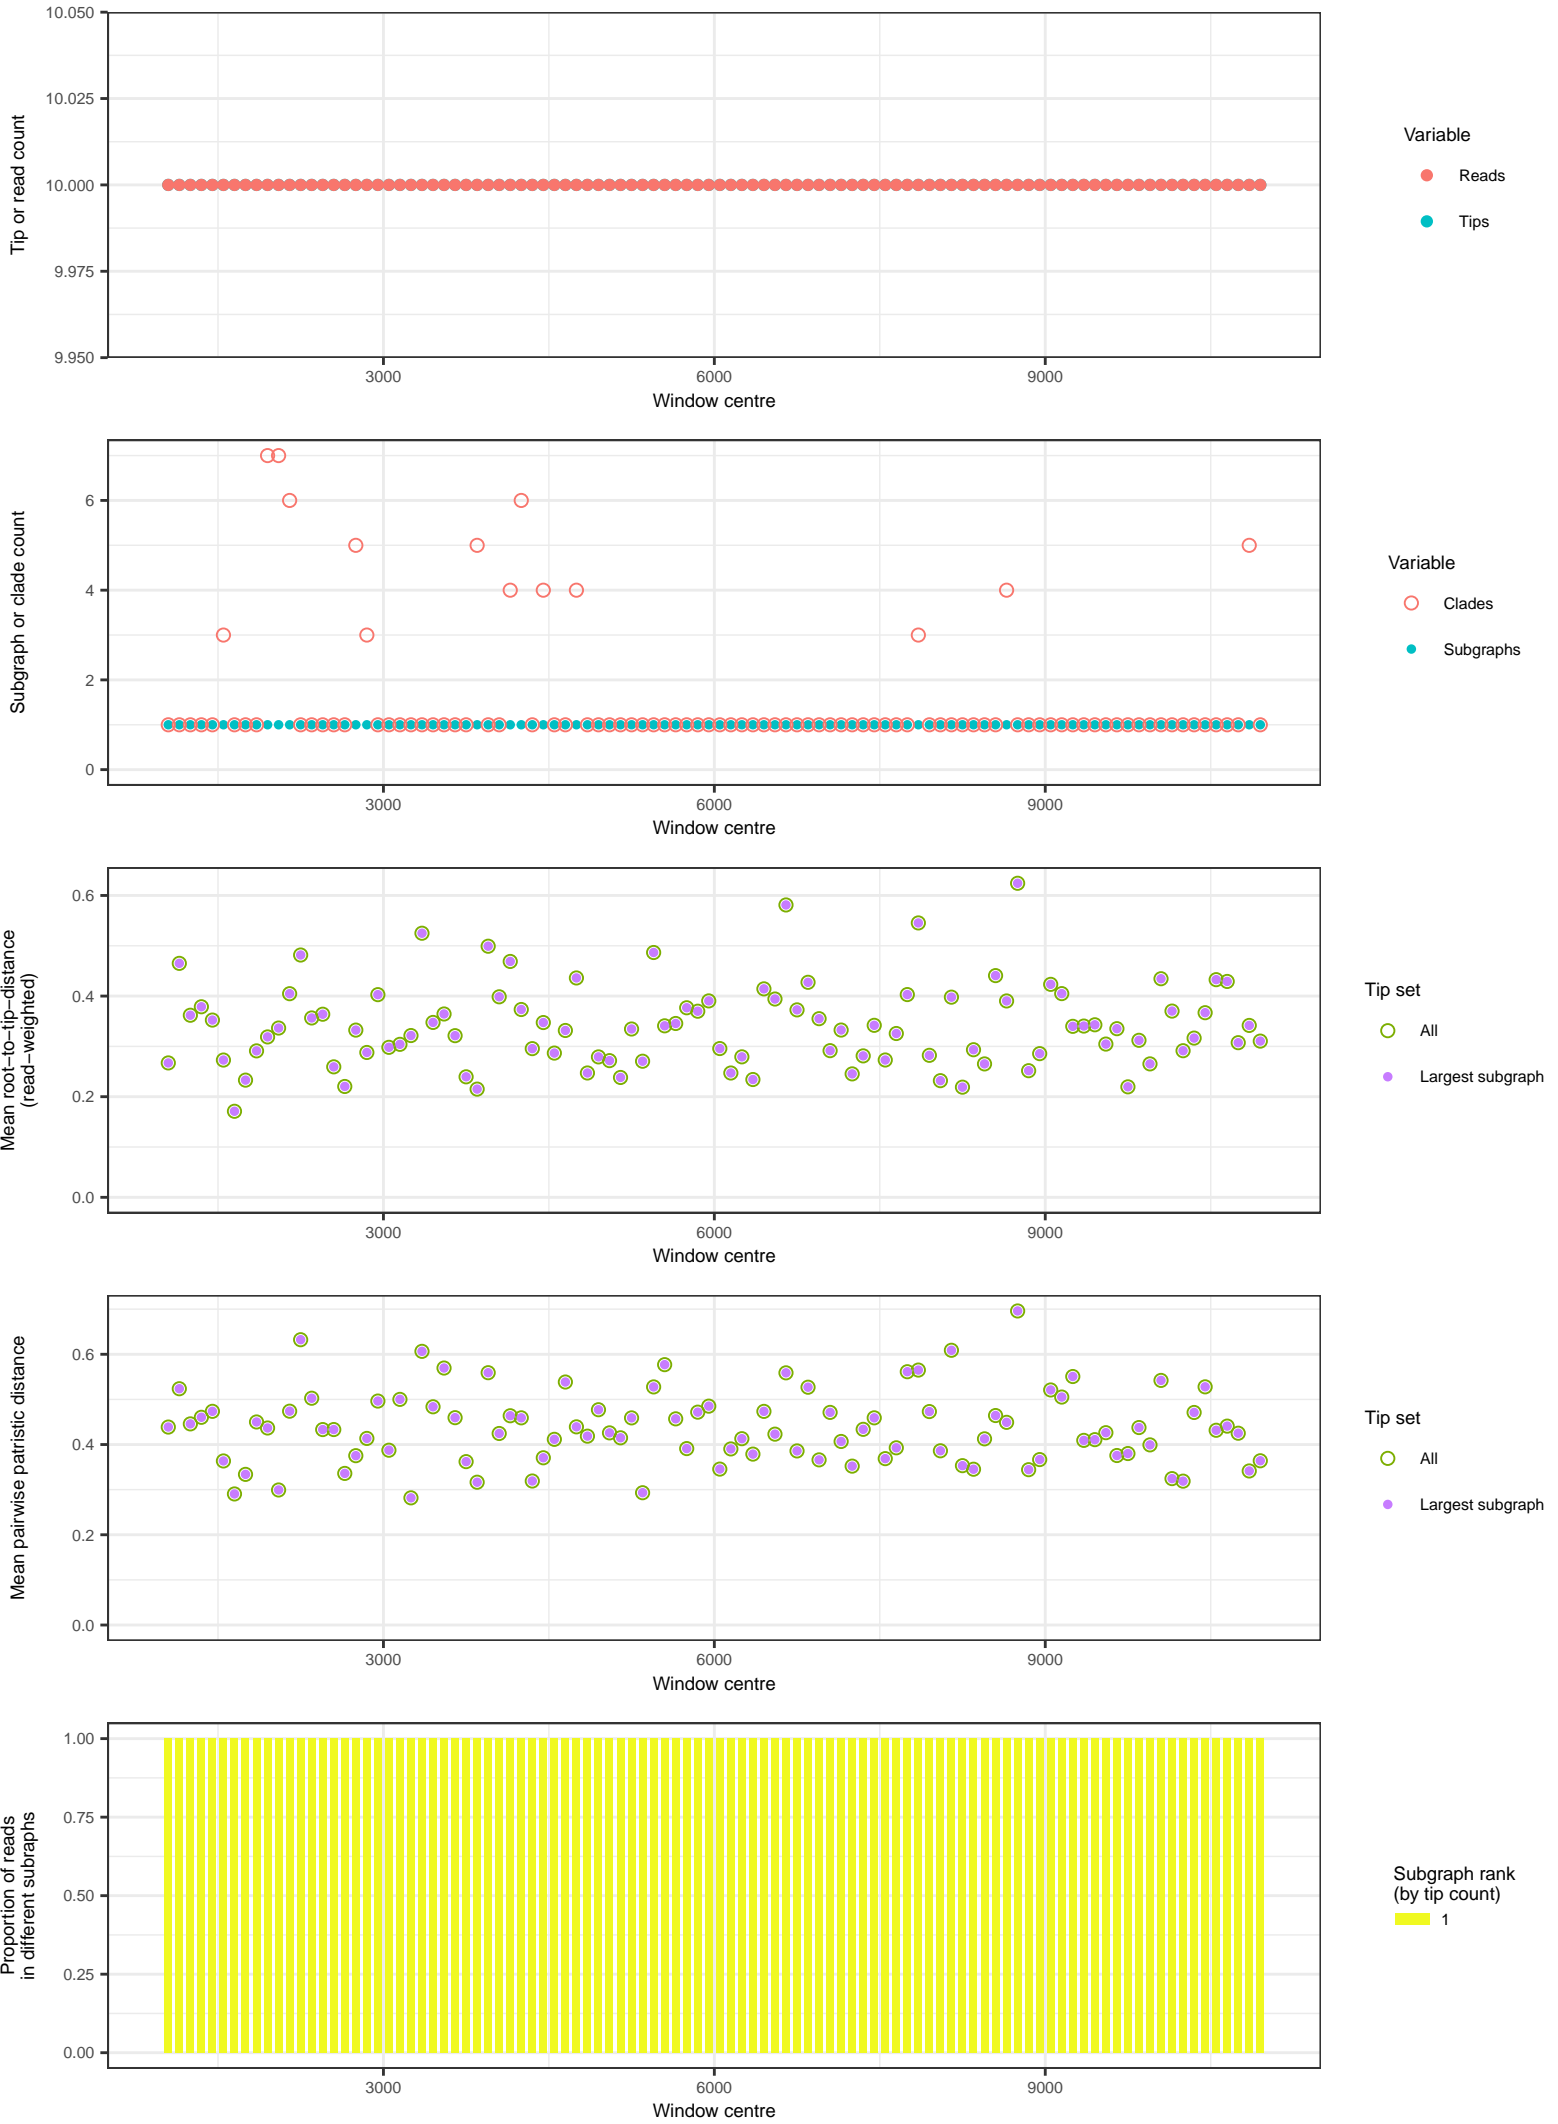 10.050
10.025
10.000
9.975
9.950
Tip or read count
3000
6000
9000
Window centre
Variable
Reads
Tips
6
4
2
0
Subgraph or clade count
3000
6000
9000
Window centre
Variable
Clades
Subgraphs
0.6
0.4
0.2
0.0
Mean root−to−tip−distance
(read−weighted)
3000
6000
9000
Window centre
Tip set
All
Largest subgraph
0.6
0.4
0.2
0.0
Mean pairwise patristic distance
3000
6000
9000
Window centre
Tip set
All
Largest subgraph
1.00
0.75
0.50
0.25
0.00
Proportion of reads
in different subraphs
3000
6000
9000
Window centre
Subgraph rank
(by tip count)
1